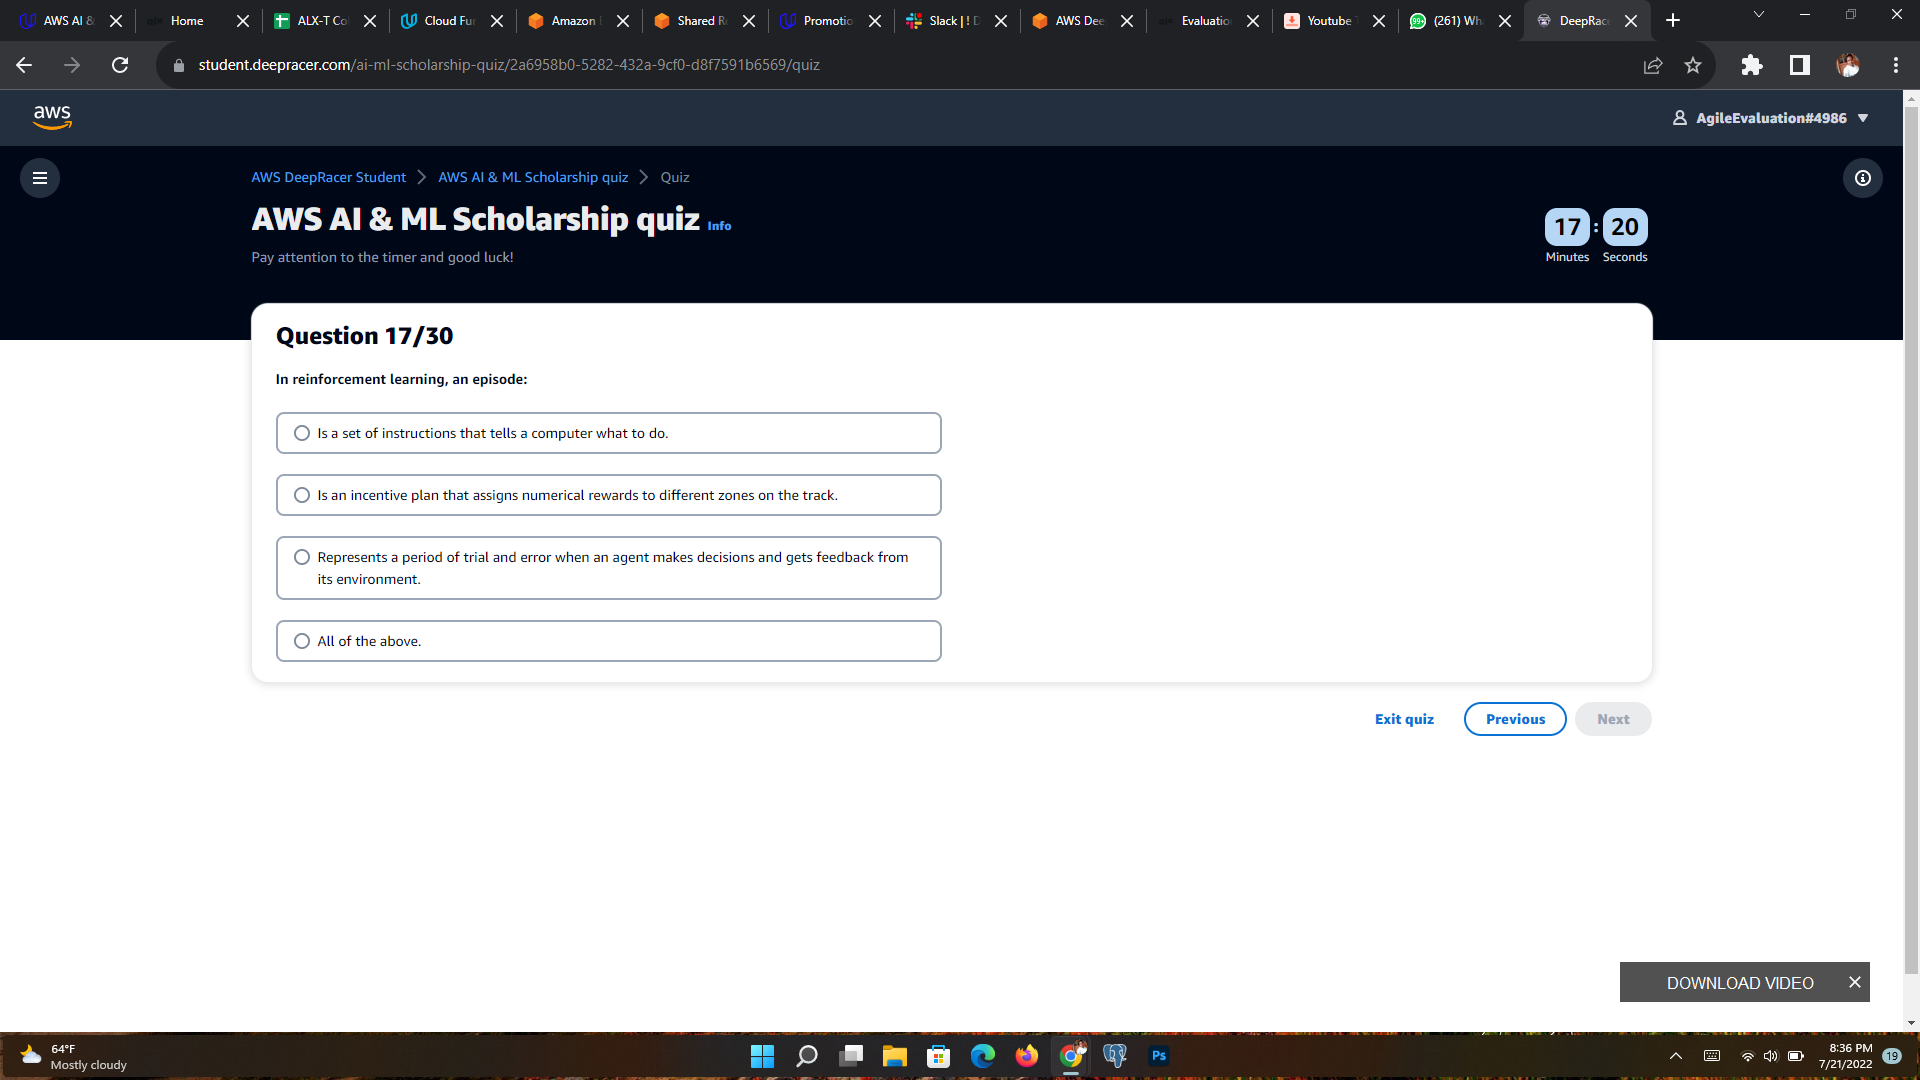 AWS AI &
Home
ALX-T Co
Cloud Fur
Amazon
Shared R
Promotio
Slack | ! D
AWS Dee
Evaluatio
Youtube
(261) Wh
DeepRac
student.deepracer.com/ai-ml-scholarship-quiz/2a6958b0-5282-432a-9cf0-d8f7591b6569/quiz
aws
AgileEvaluation#4986
AWS DeepRacer Student
AWS AI & ML Scholarship quiz
Quiz
AWS AI & ML Scholarship quiz Info
17 : 20
Minutes Seconds
Pay attention to the timer and good luck!
Question 17/30
In reinforcement learning, an episode:
Is a set of instructions that tells a computer what to do.
Is an incentive plan that assigns numerical rewards to different zones on the track.
Represents a period of trial and error when an agent makes decisions and gets feedback from
its environment.
All of the above.
Exit quiz
Previous
Next
DOWNLOAD VIDEO
64°F
Mostly cloudy
Ps
8:36 PM
7/21/2022
19